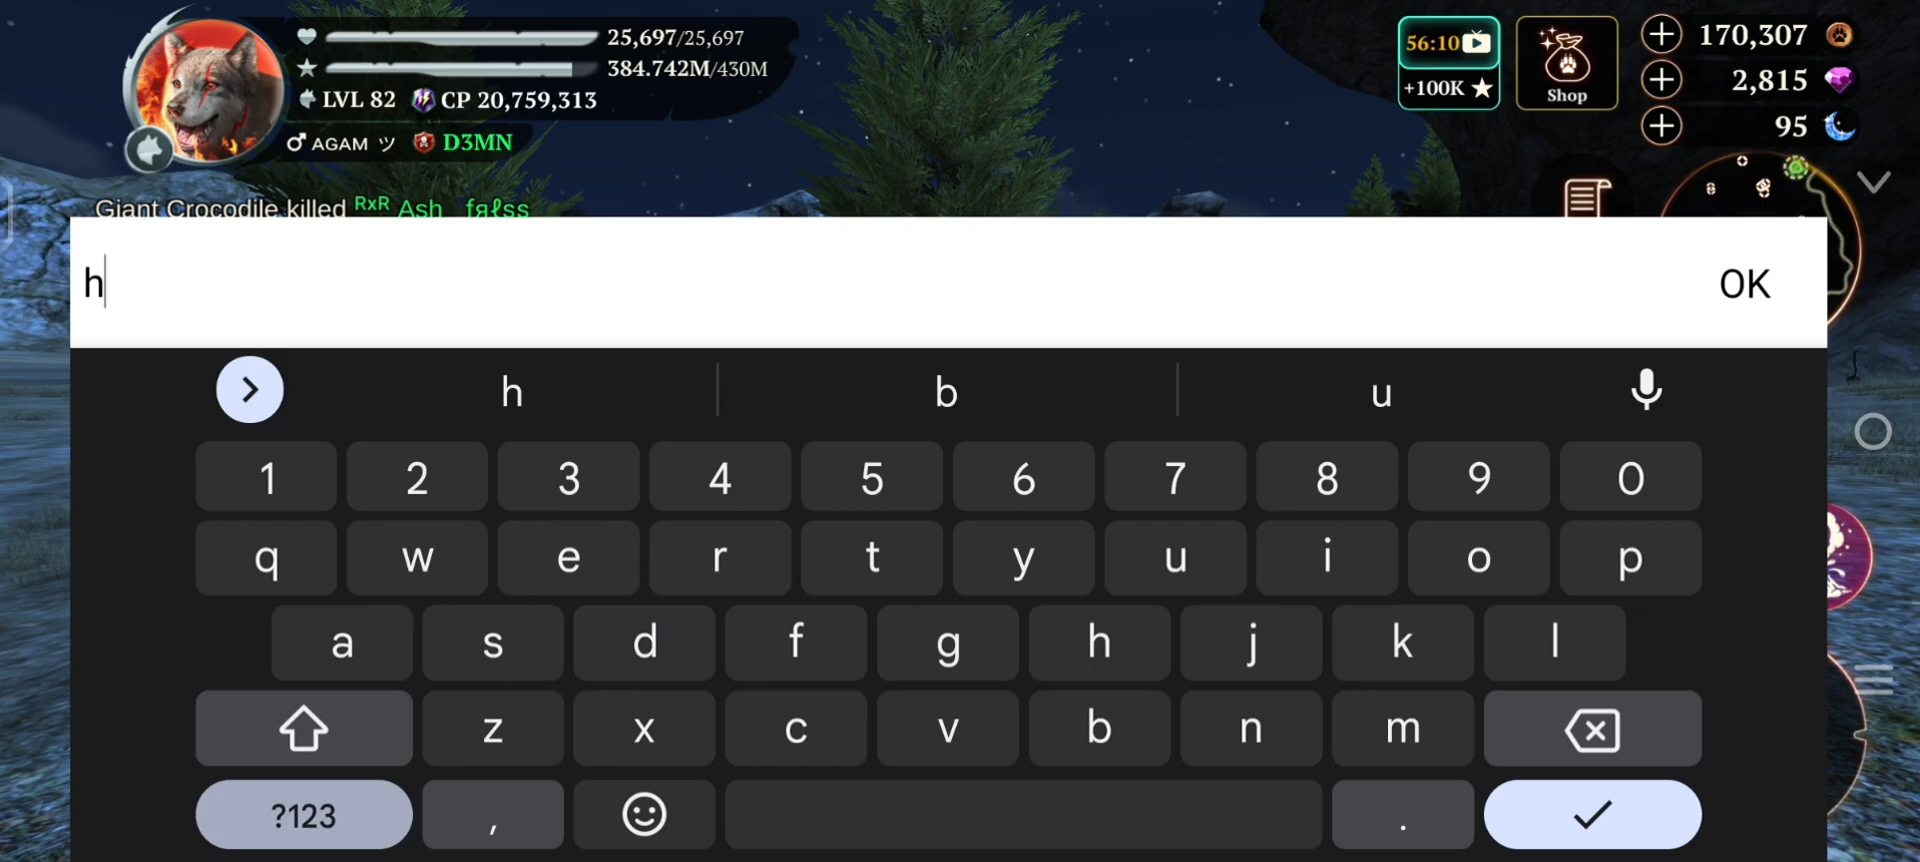 25,697/25,697
384.742M/430M
LVL 82 CP 20,759,313
AGAM ツ D3MN
56:10
+100K
Shop
170,307
2,815
95
Giant Crocodile killed RxR Ash_fяℓss
h
OK
h b u
1 2 3 4 5 6 7 8 9 0
q w e r t y u i o p
a s d f g h j k l
z x c v b n m
?123 , .